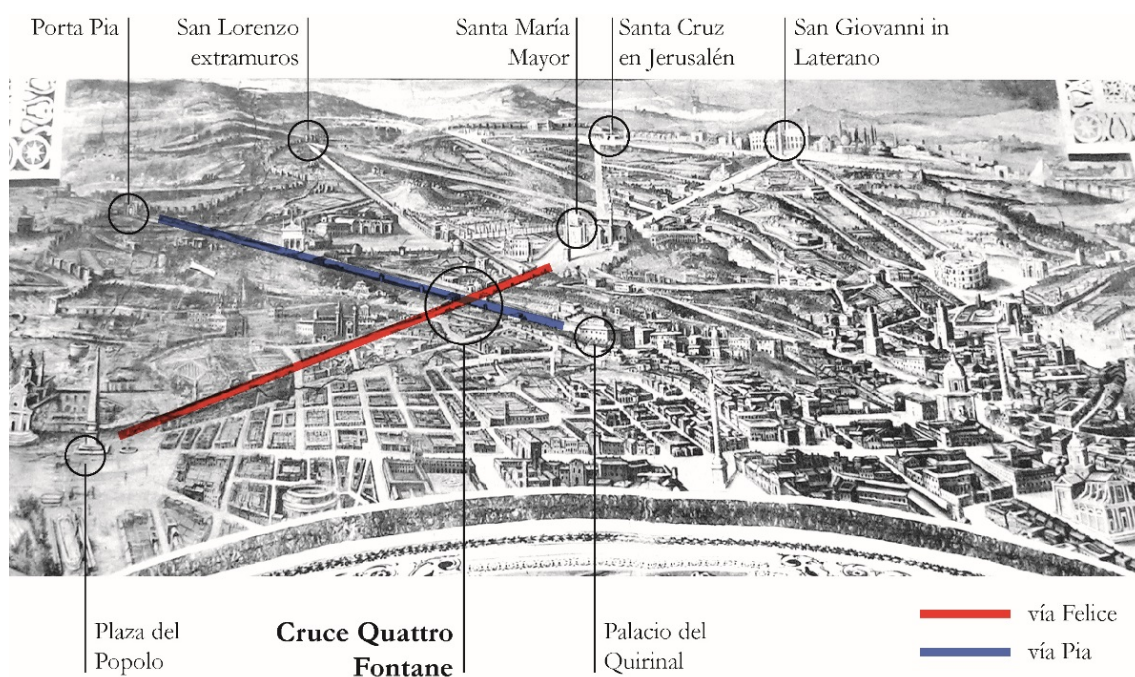 Porta Pia
San Lorenzo
extramuros
Santa María
Mayor
Santa Cruz
en Jerusalén
San Giovanni in
Laterano
Plaza del
Popolo
Cruce Quattro
Fontane
Palacio del
Quirinal
vía Felice
vía Pia